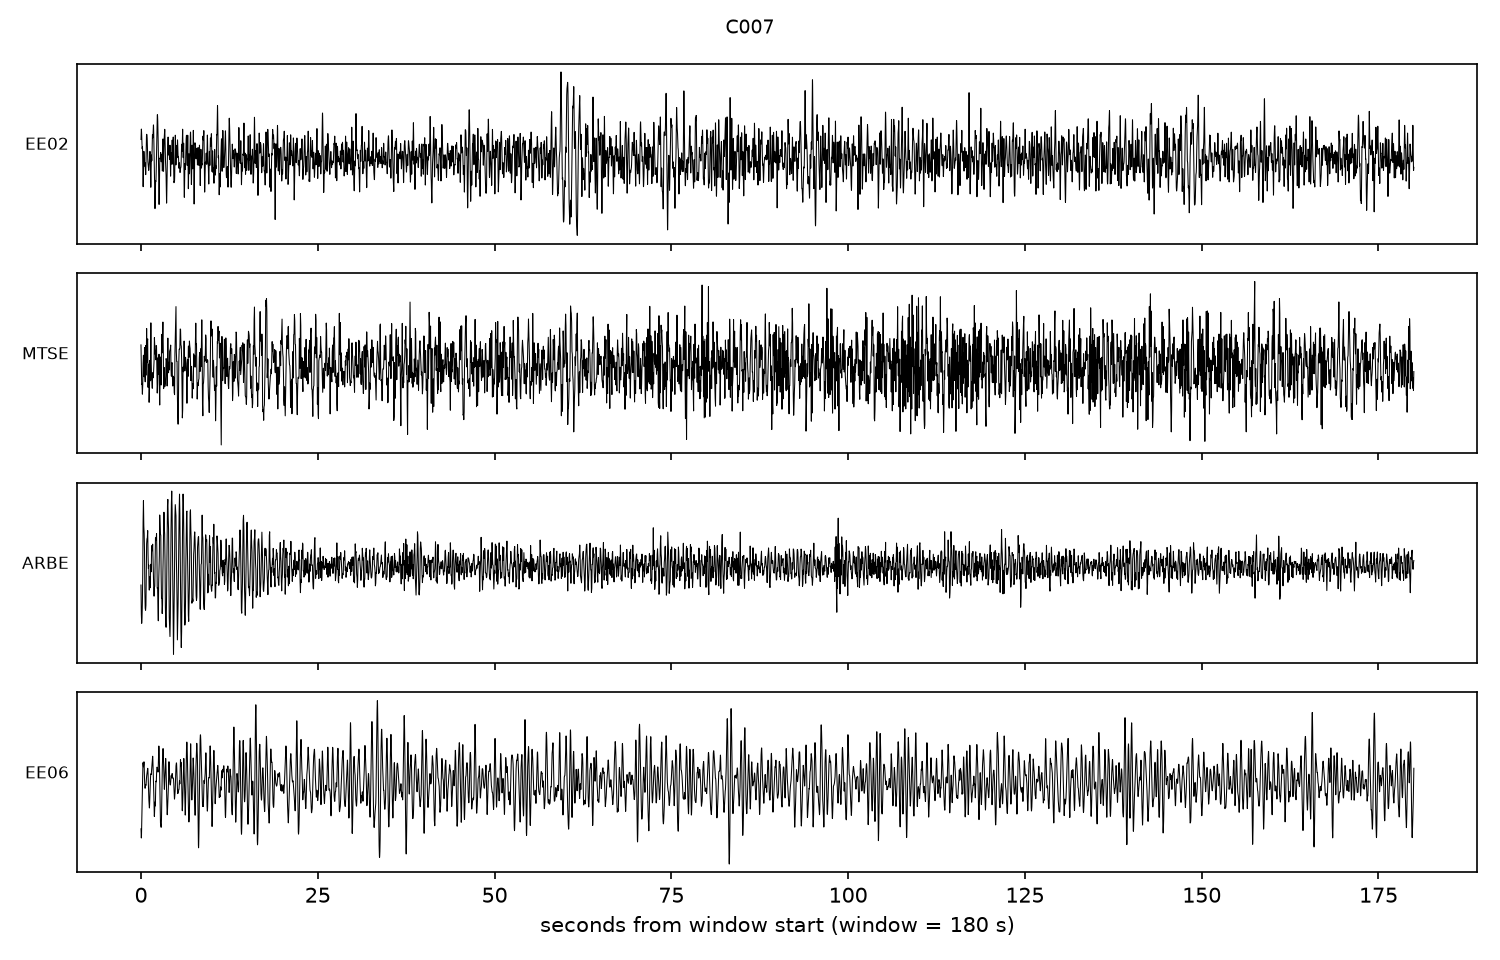 C007
EE02
MTSE
ARBE
EE06
0 25 50 75 100 125 150 175
seconds from window start (window = 180 s)